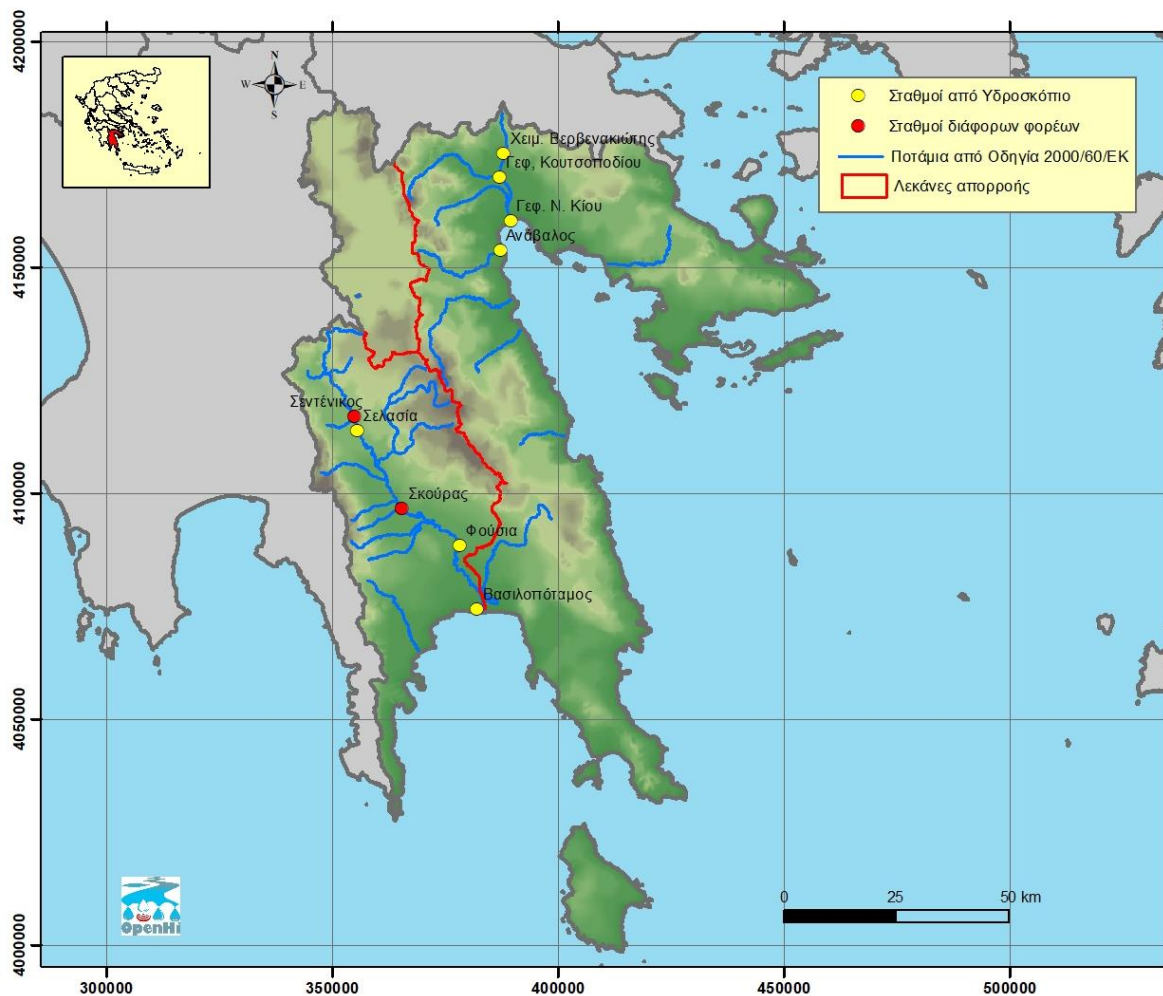 4200000
4150000
4100000
4050000
4000000
N
W E
S
Σταθμοί από Υδροσκόπιο
Σταθμοί διάφορων φορέων
Ποτάμια από Οδηγία 2000/60/ΕΚ
Λεκάνες απορροής
Χειμ. Βερβενακιώτης
Γεφ, Κουτσοποδίου
Γεφ. Ν. Κίου
Ανάβαλος
Σεντένικος
Σελασία
Σκούρας
Φούσια
Βασιλοπόταμος
OpenHi
0 25 50 km
300000 350000 400000 450000 500000